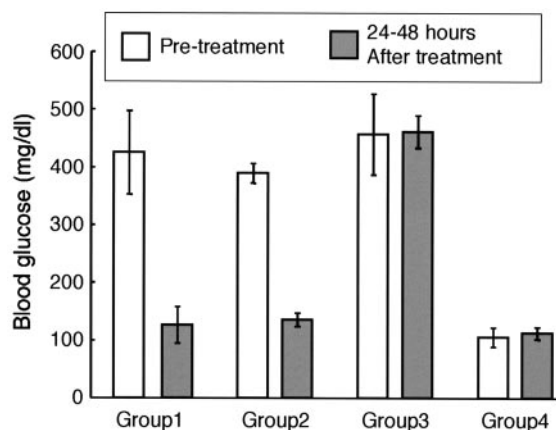 Pre-treatment
24-48 hours
After treatment
Blood glucose (mg/dl)
600
500
400
300
200
100
0
Group1 Group2 Group3 Group4